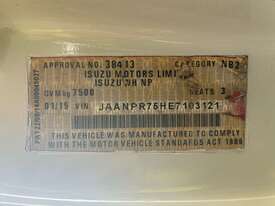 APPROVAL NO. 38413 CATEGORY NB2
ISUZU MOTORS LIMI
ISUZU NH NP
GVM kg 7500 SEATS 3
01/15 VIN JAANPR75HE7103121
THIS VEHICLE WAS MANUFACTURED TO COMPLY
WITH THE MOTOR VEHICLE STANDARDS ACT 1989